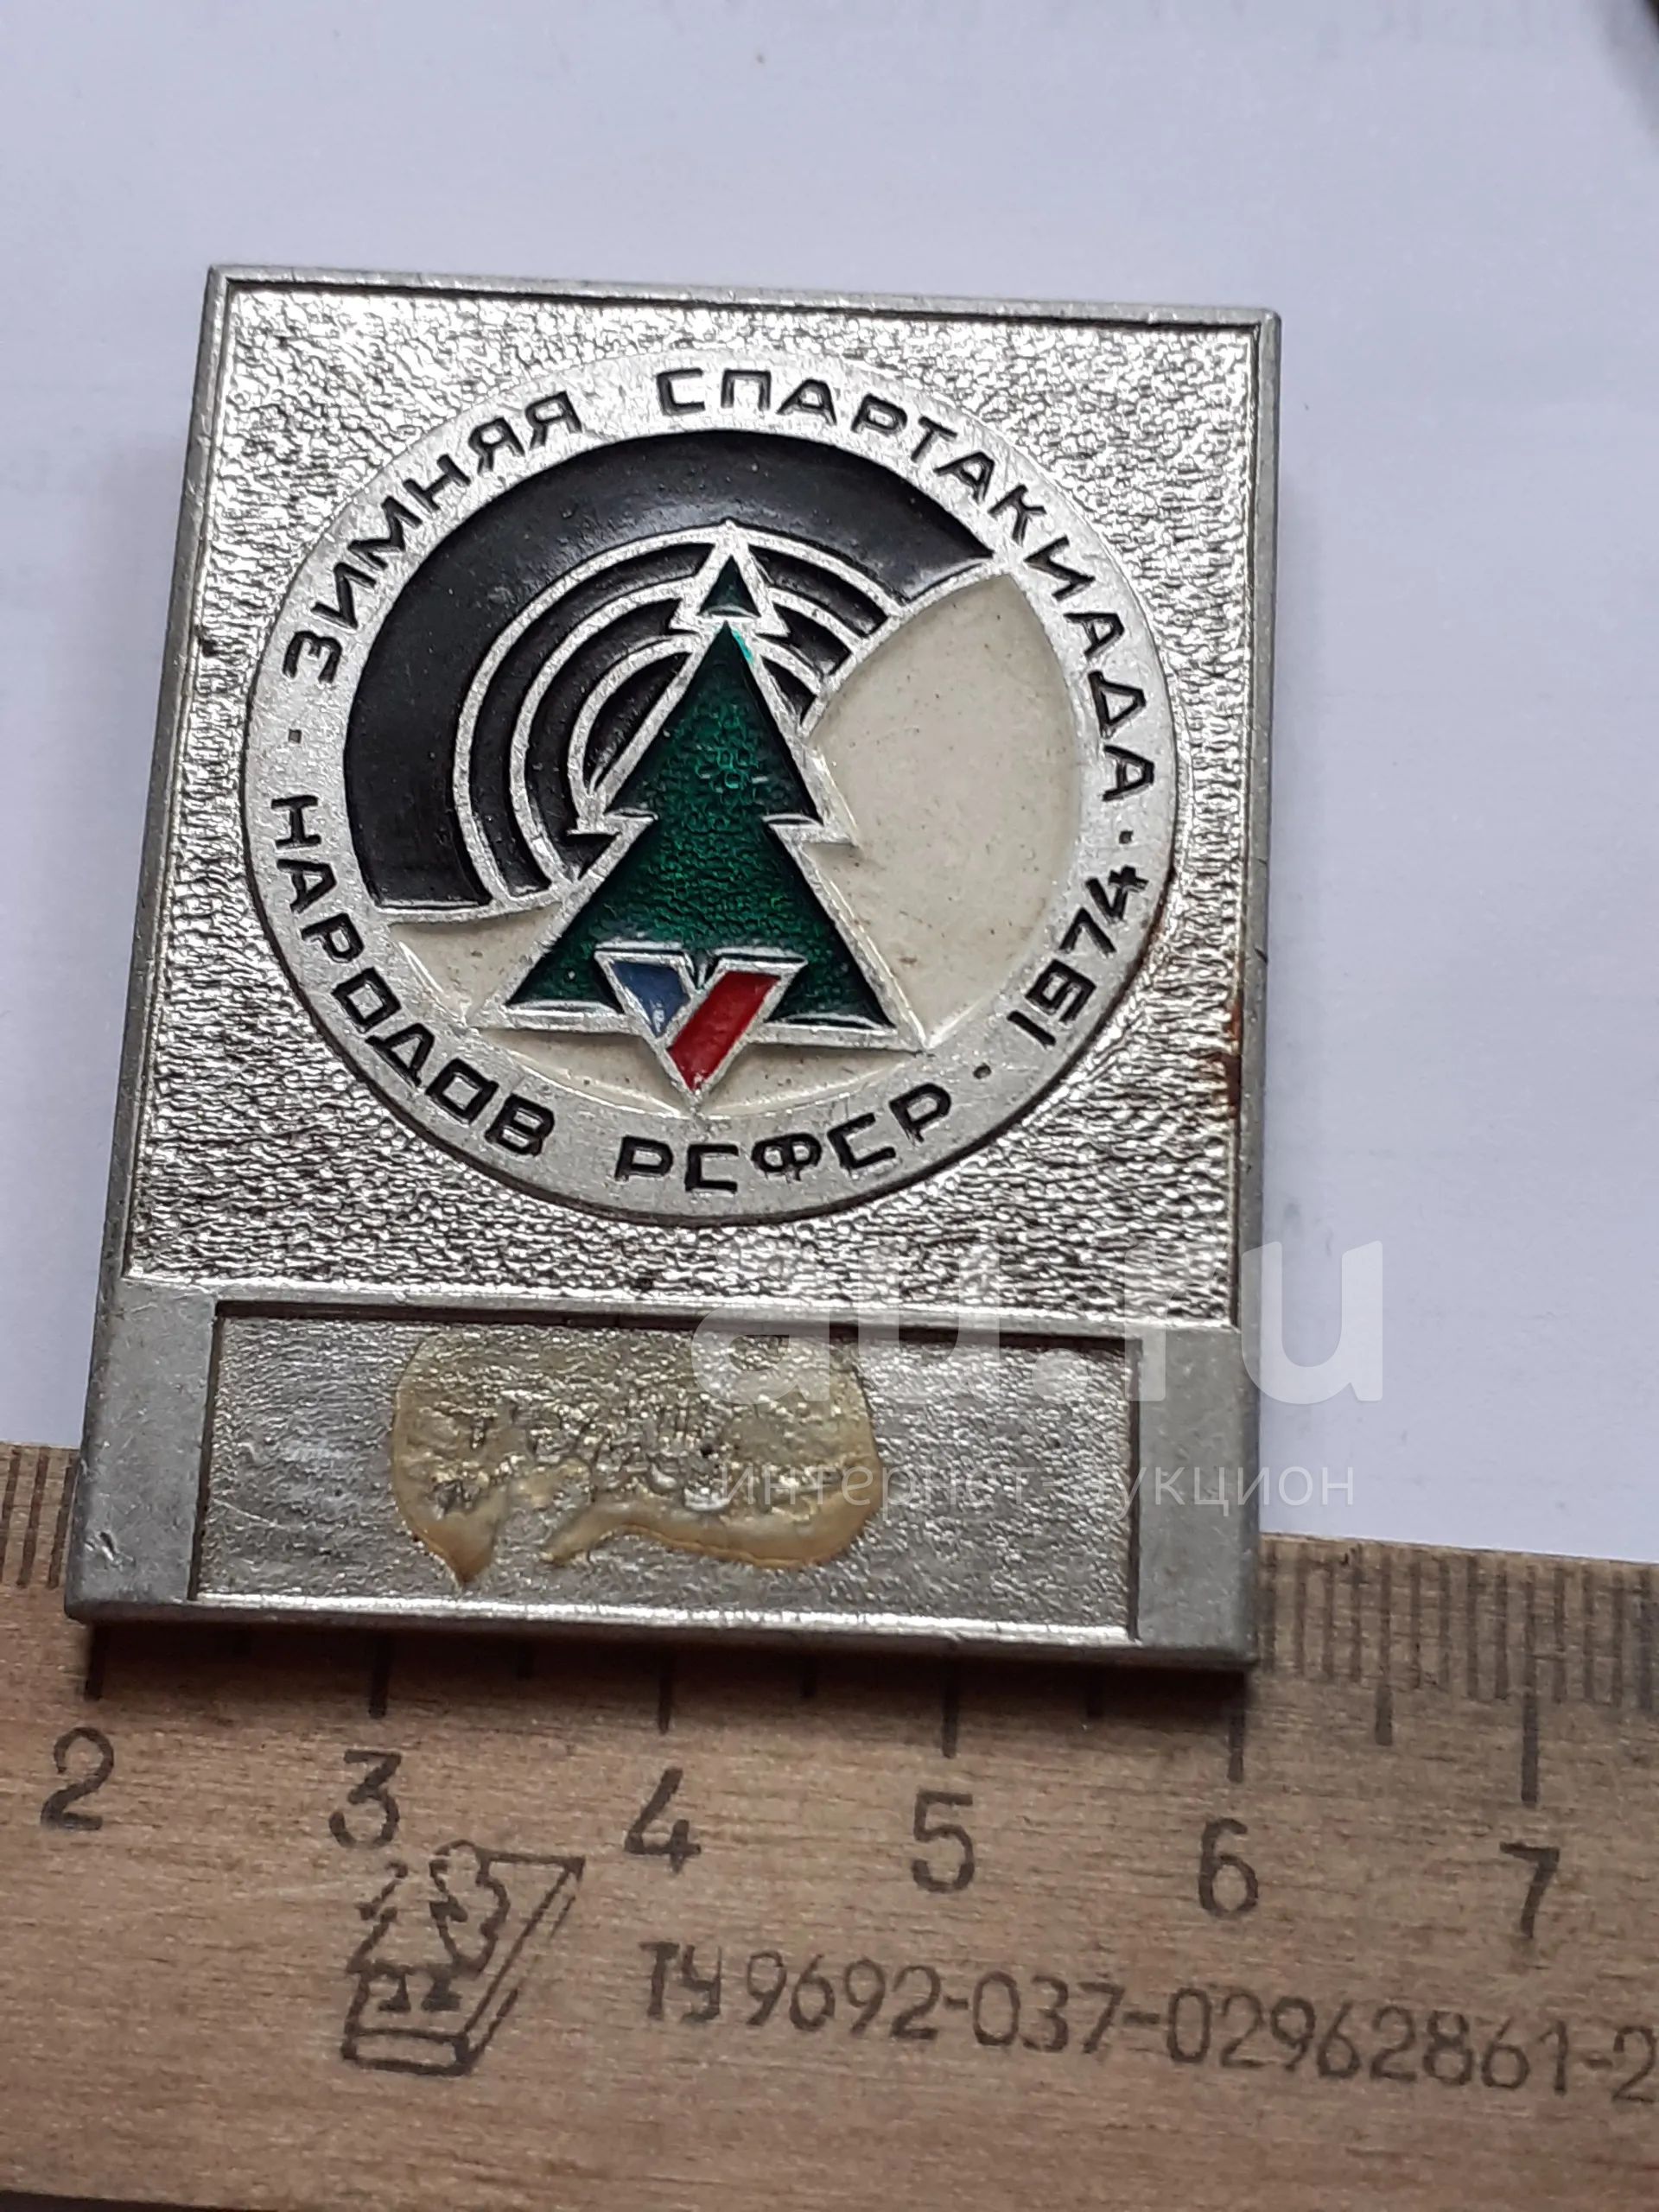 ЗИМНЯЯ СПАРТАКИАДА
· НАРОДОВ РСФСР · 1974 ·
au.ru
интернет аукцион
2 3 4 5 6 7
ТУ 9692-037-02962861-2